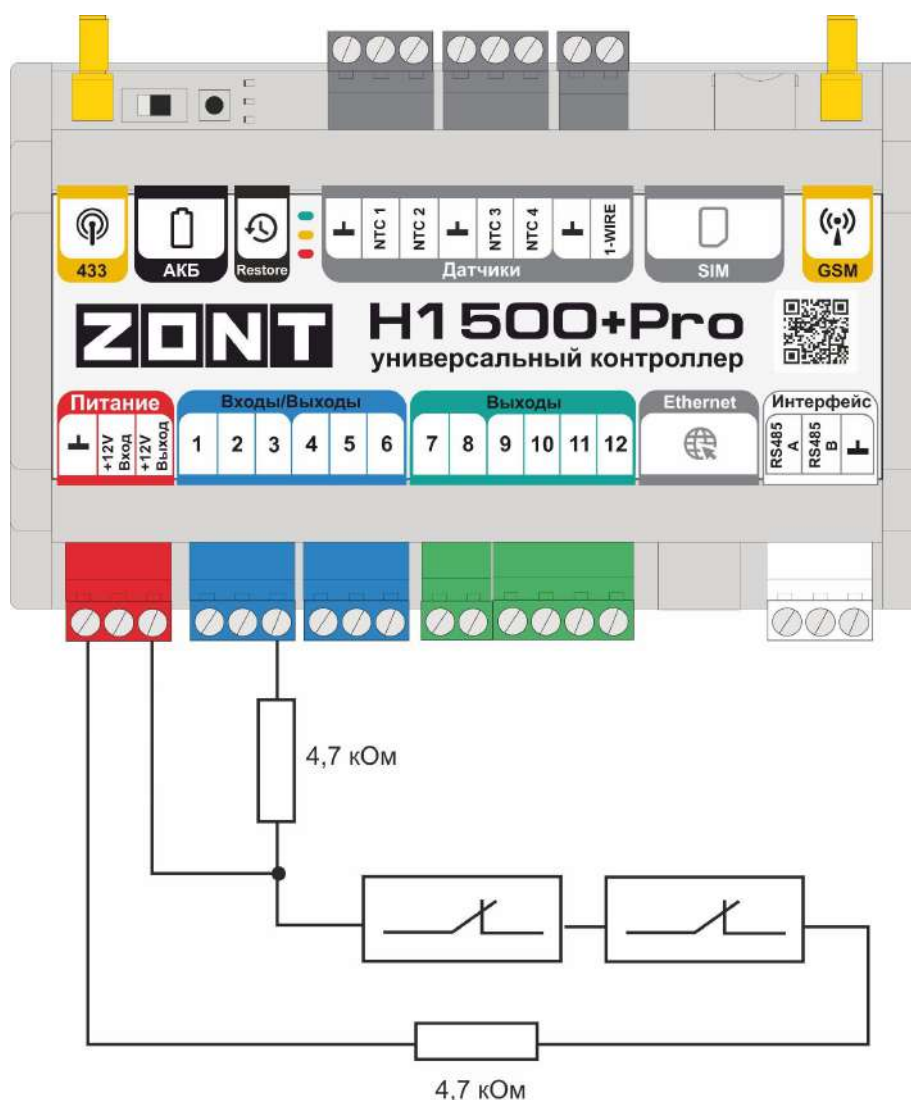 NTC 1
NTC 2
NTC 3
NTC 4
1-WIRE
433
АКБ
Restore
Датчики
SIM
GSM
ZONT
H1500+Pro
универсальный контроллер
Питание
Входы/Выходы
Выходы
Ethernet
Интерфейс
+12V
Вход
+12V
Выход
1 2 3 4 5 6
7 8 9 10 11 12
RS485
A
RS485
B
4,7 кОм
4,7 кОм